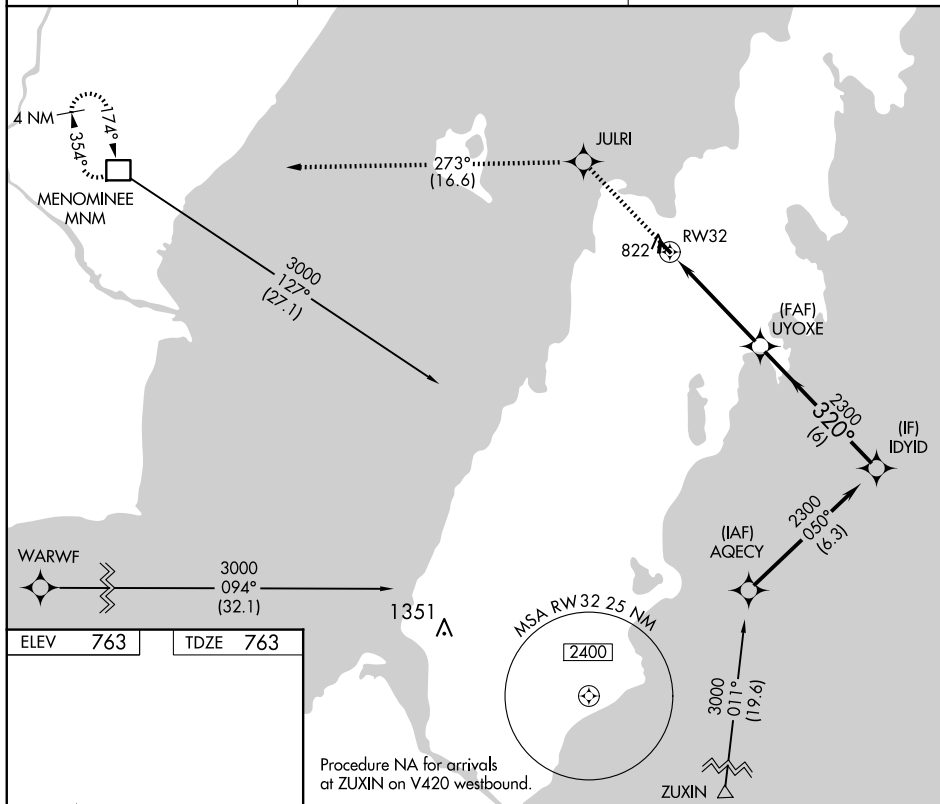 4 NM
174°
354°
MENOMINEE
MNM
JULRI
273°
(16.6)
822
RW32
3000
127°
(27.1)
(FAF)
UYOXE
2300
320°
(6)
(IF)
IDYID
2300
050°
(6.3)
(IAF)
AQECY
WARWF
3000
094°
(32.1)
1351
MSA RW32 25 NM
2400
3000
011°
(19.6)
ELEV 763
TDZE 763
Procedure NA for arrivals
at ZUXIN on V420 westbound.
ZUXIN